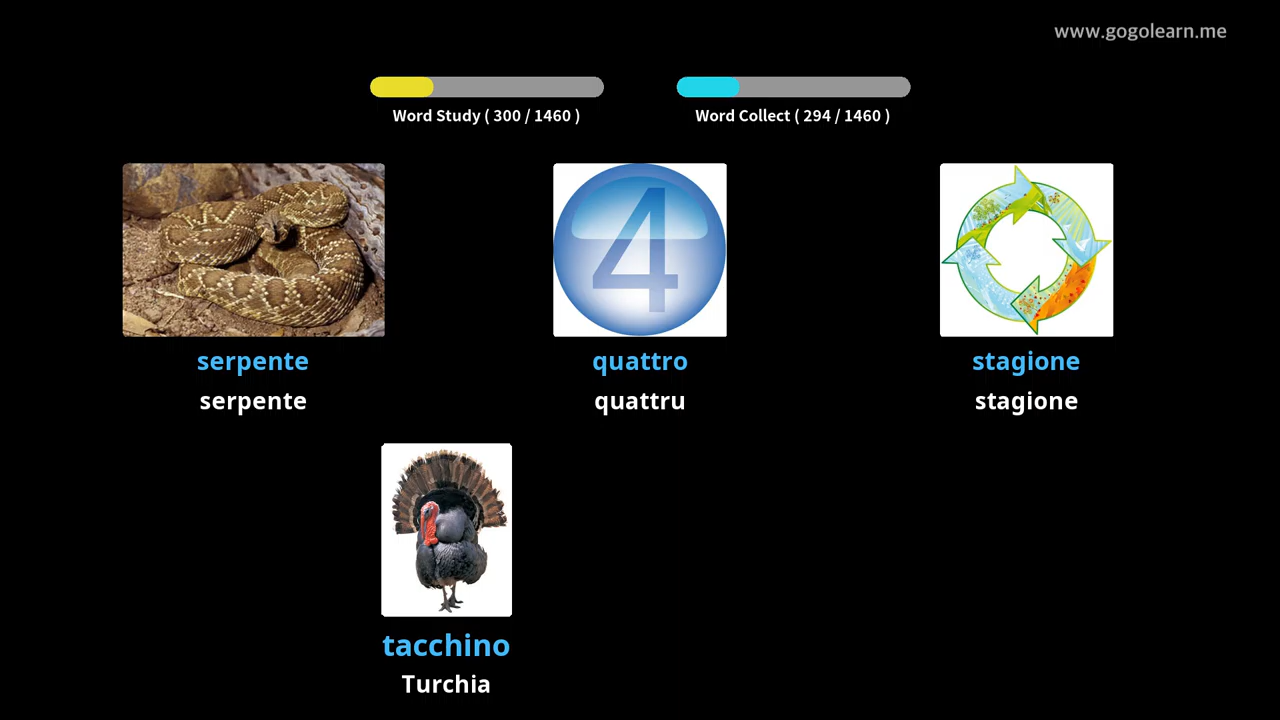 www.gogolearn.me
Word Study ( 300 / 1460 )
Word Collect ( 294 / 1460 )
4
serpente
serpente
quattro
quattru
stagione
stagione
tacchino
Turchia